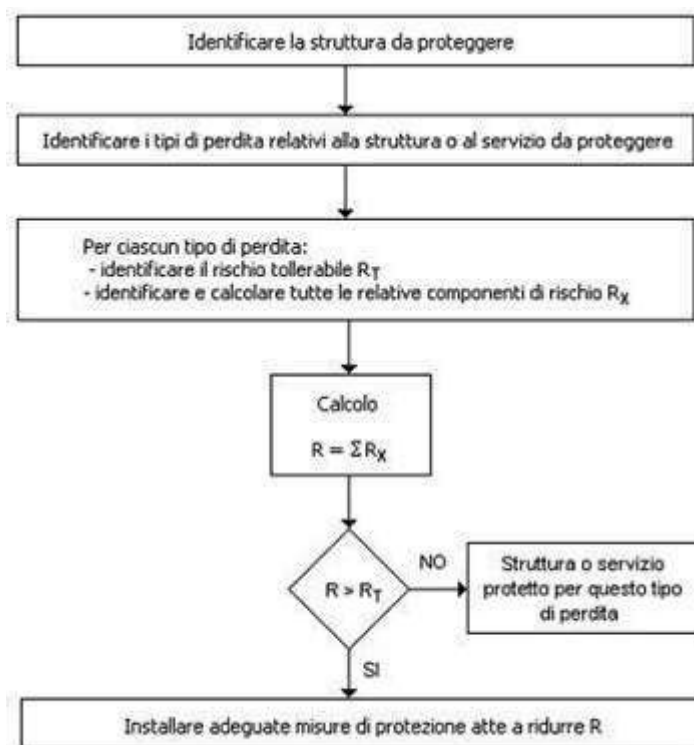 Identificare la struttura da proteggere
Identificare i tipi di perdita relativi alla struttura o al servizio da proteggere
Per ciascun tipo di perdita:
- identificare il rischio tollerabile RT
- identificare e calcolare tutte le relative componenti di rischio RX
Calcolo
R = ΣRX
R > RT
NO
Struttura o servizio
protetto per questo tipo
di perdita
SI
Installare adeguate misure di protezione atte a ridurre R